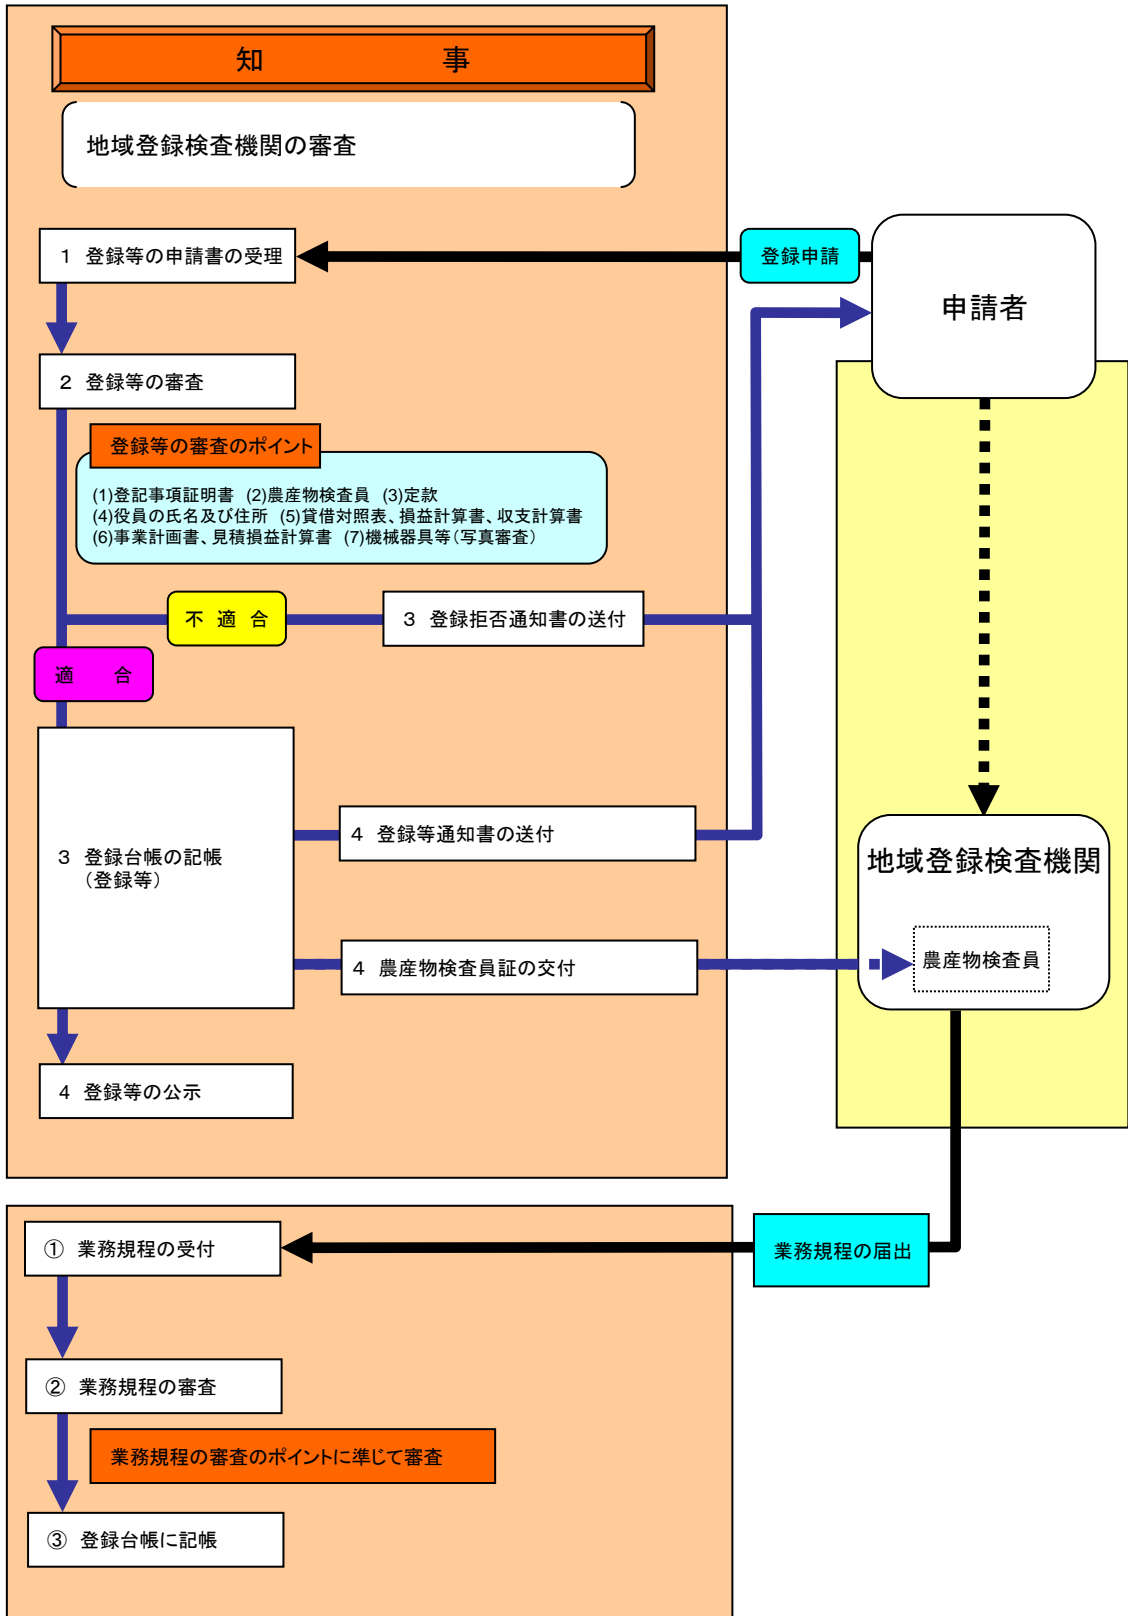 知 事
地域登録検査機関の審査
1 登録等の申請書の受理
登録申請
申請者
2 登録等の審査
登録等の審査のポイント
(1)登記事項証明書 (2)農産物検査員 (3)定款
(4)役員の氏名及び住所 (5)貸借対照表、損益計算書、収支計算書
(6)事業計画書、見積損益計算書 (7)機械器具等(写真審査)
不 適 合
3 登録拒否通知書の送付
適 合
3 登録台帳の記帳
(登録等)
4 登録等通知書の送付
地域登録検査機関
4 農産物検査員証の交付
農産物検査員
4 登録等の公示
① 業務規程の受付
業務規程の届出
② 業務規程の審査
業務規程の審査のポイントに準じて審査
③ 登録台帳に記帳